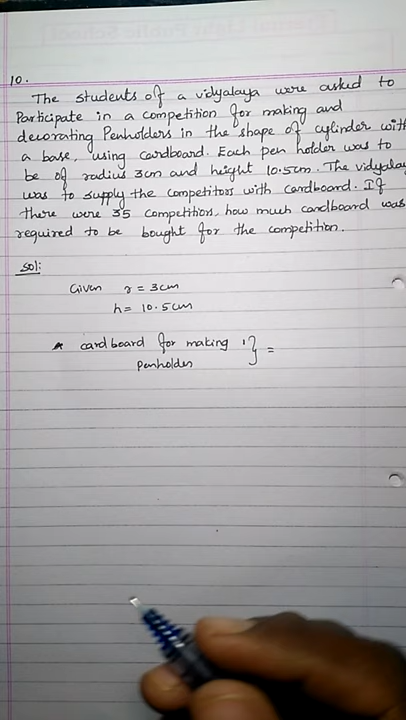 10.
The students of a vidyalaya were asked to
Participate in a competition for making and
decorating Penholders in the shape of cylinder with
a base, using cardboard. Each pen holder was to
be of radius 3cm and height 10.5cm. The vidyalay
was to supply the competitors with cardboard. If
there were 35 competitors, how much cardboard was
required to be bought for the competition.
Sol:
Given r = 3cm
h = 10.5cm
cardboard for making 1 } =
penholder